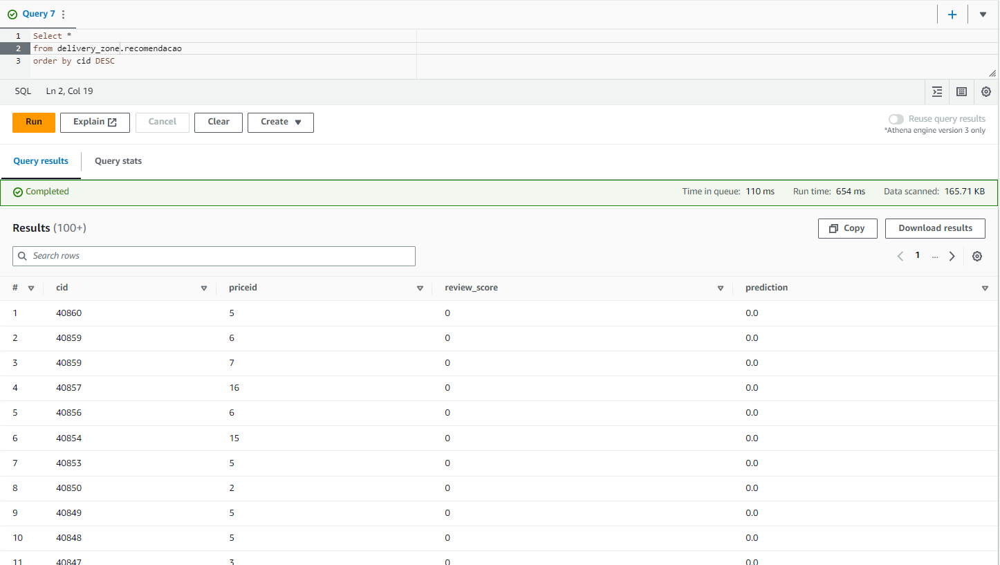 Query 7
1 Select *
2 from delivery_zone.recomendacao
3 order by cid DESC
SQL Ln 2, Col 19
Run Explain Cancel Clear Create
Reuse query results
*Athena engine version 3 only
Query results Query stats
Completed Time in queue: 110 ms Run time: 654 ms Data scanned: 165.71 KB
Results (100+) Copy Download results
Search rows 1 ...
# cid priceid review_score prediction
1 40860 5 0 0.0
2 40859 6 0 0.0
3 40859 7 0 0.0
4 40857 16 0 0.0
5 40856 6 0 0.0
6 40854 15 0 0.0
7 40853 5 0 0.0
8 40850 2 0 0.0
9 40849 5 0 0.0
10 40848 5 0 0.0
11 40847 3 0 0.0